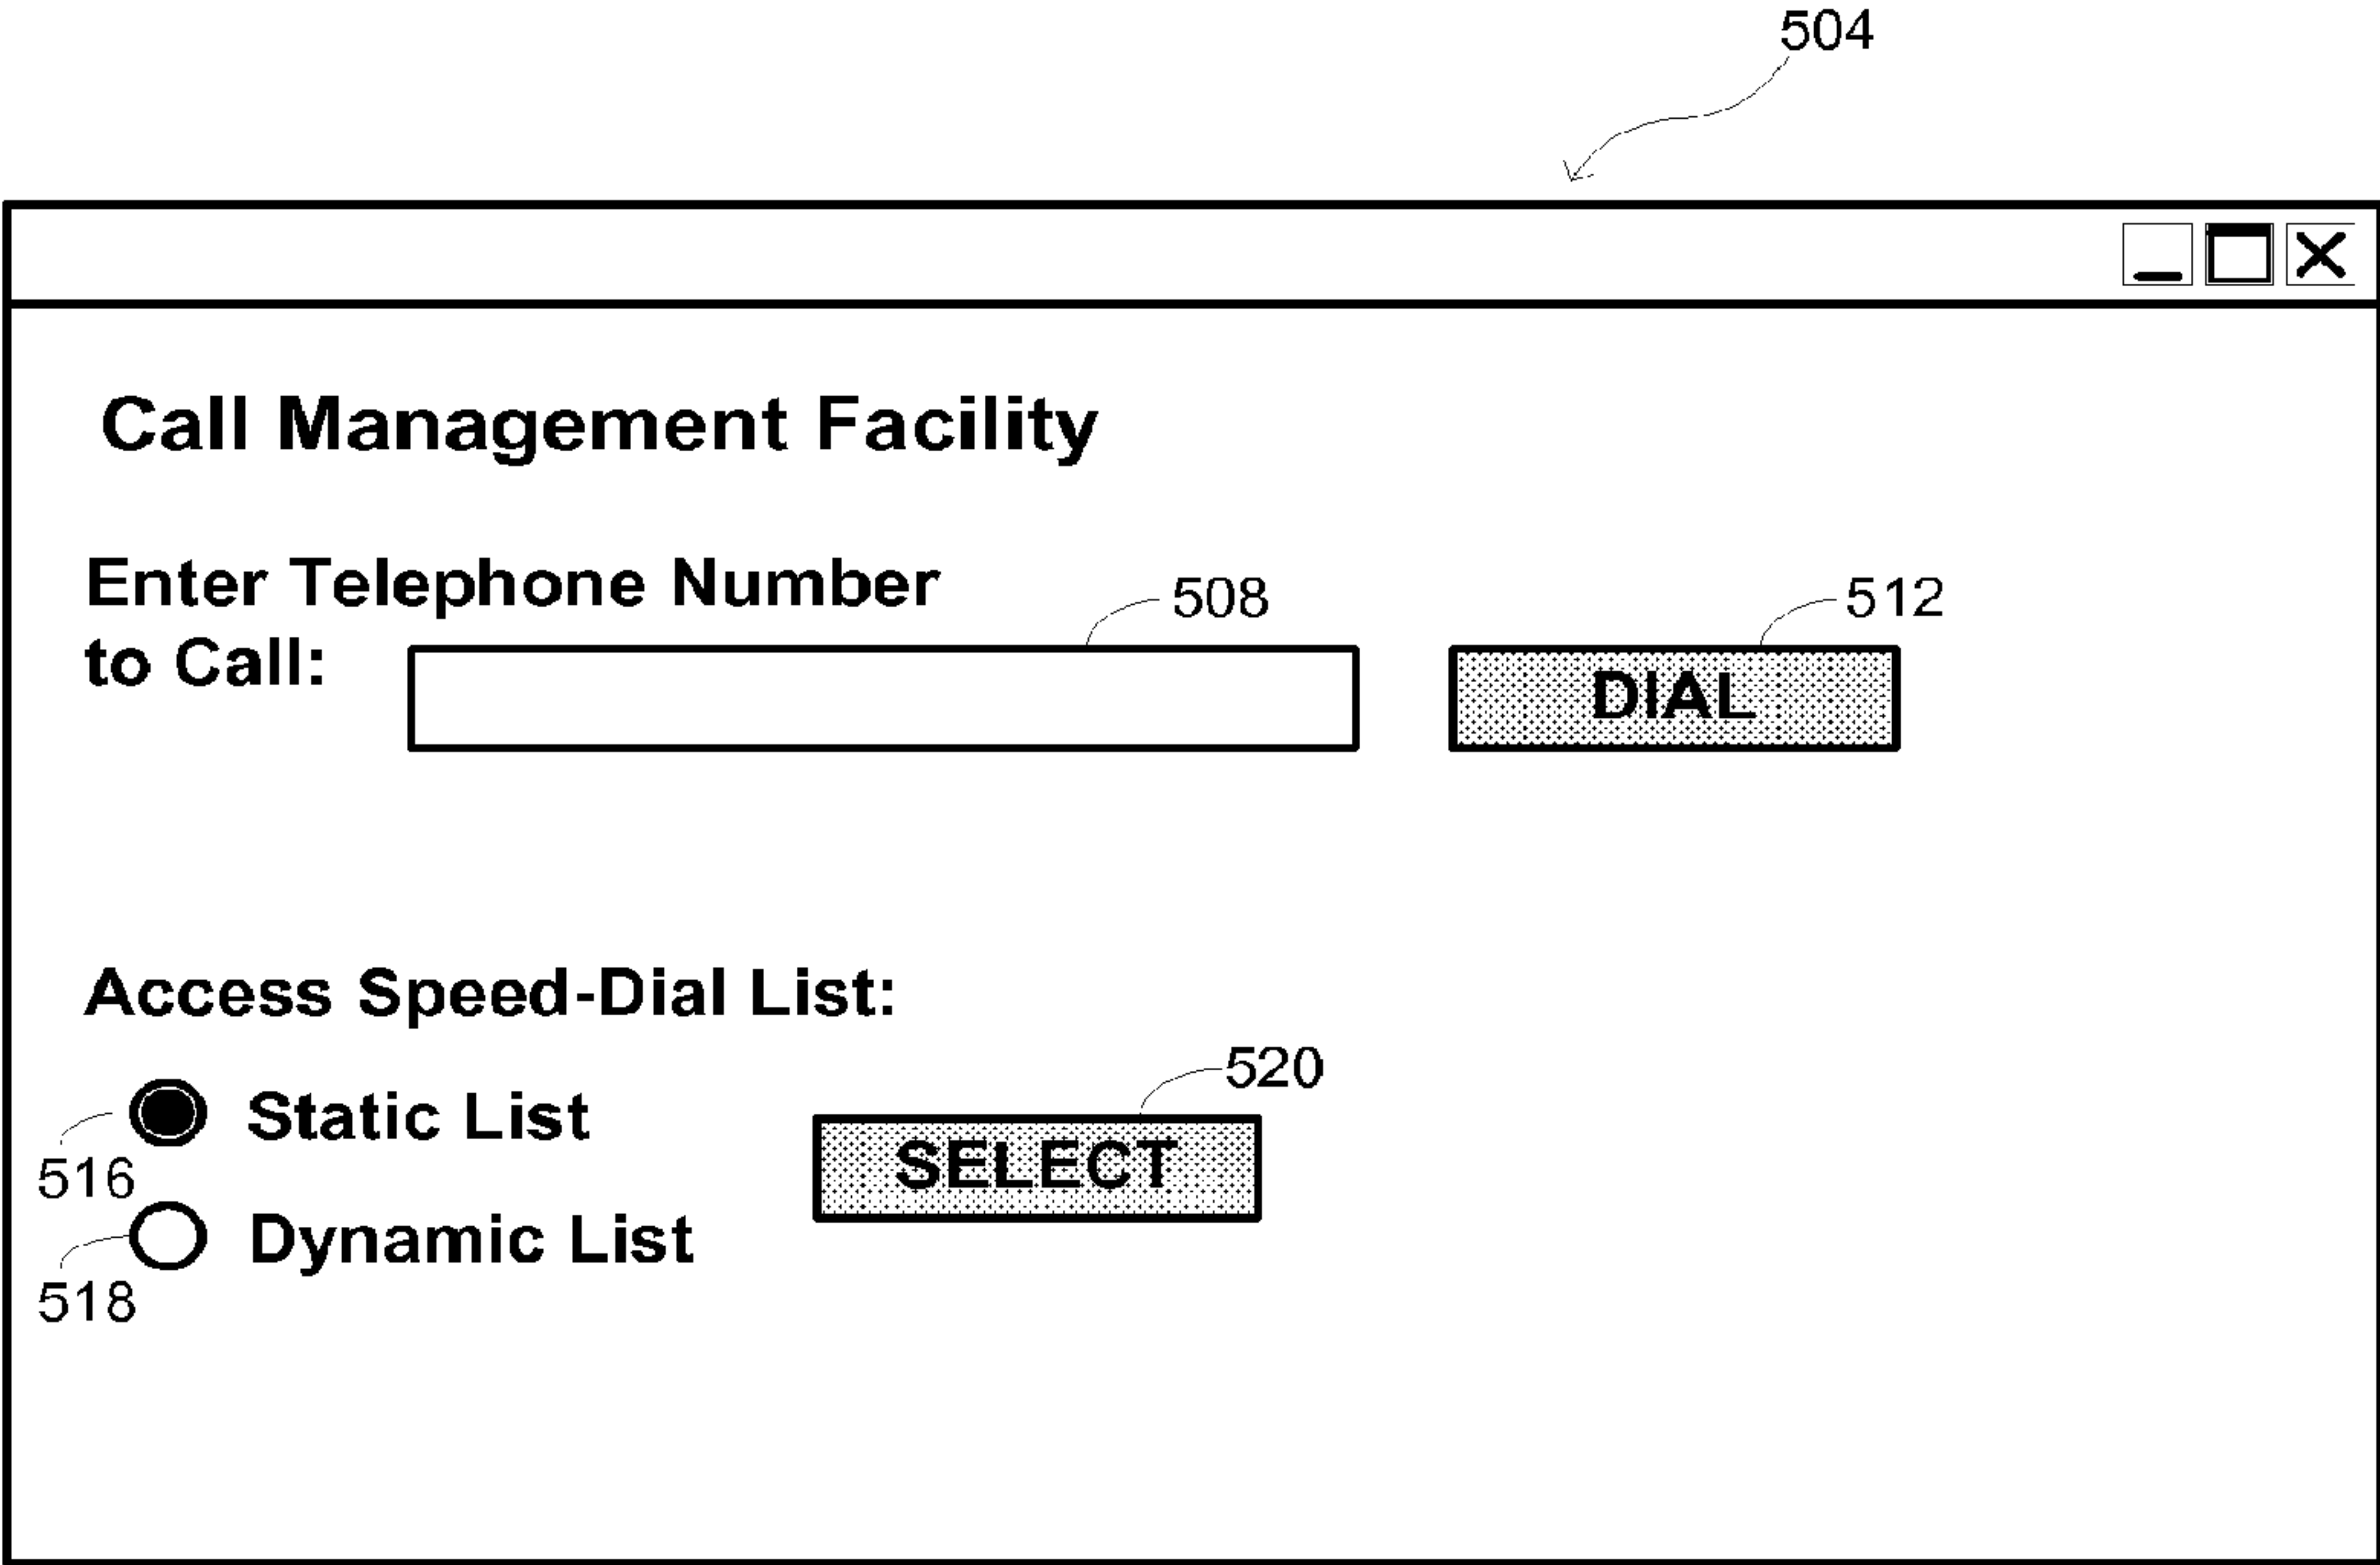 504
Call Management Facility
Enter Telephone Number
to Call:
508
512
DIAL
Access Speed-Dial List:
520
Static List
SELECT
516
Dynamic List
518